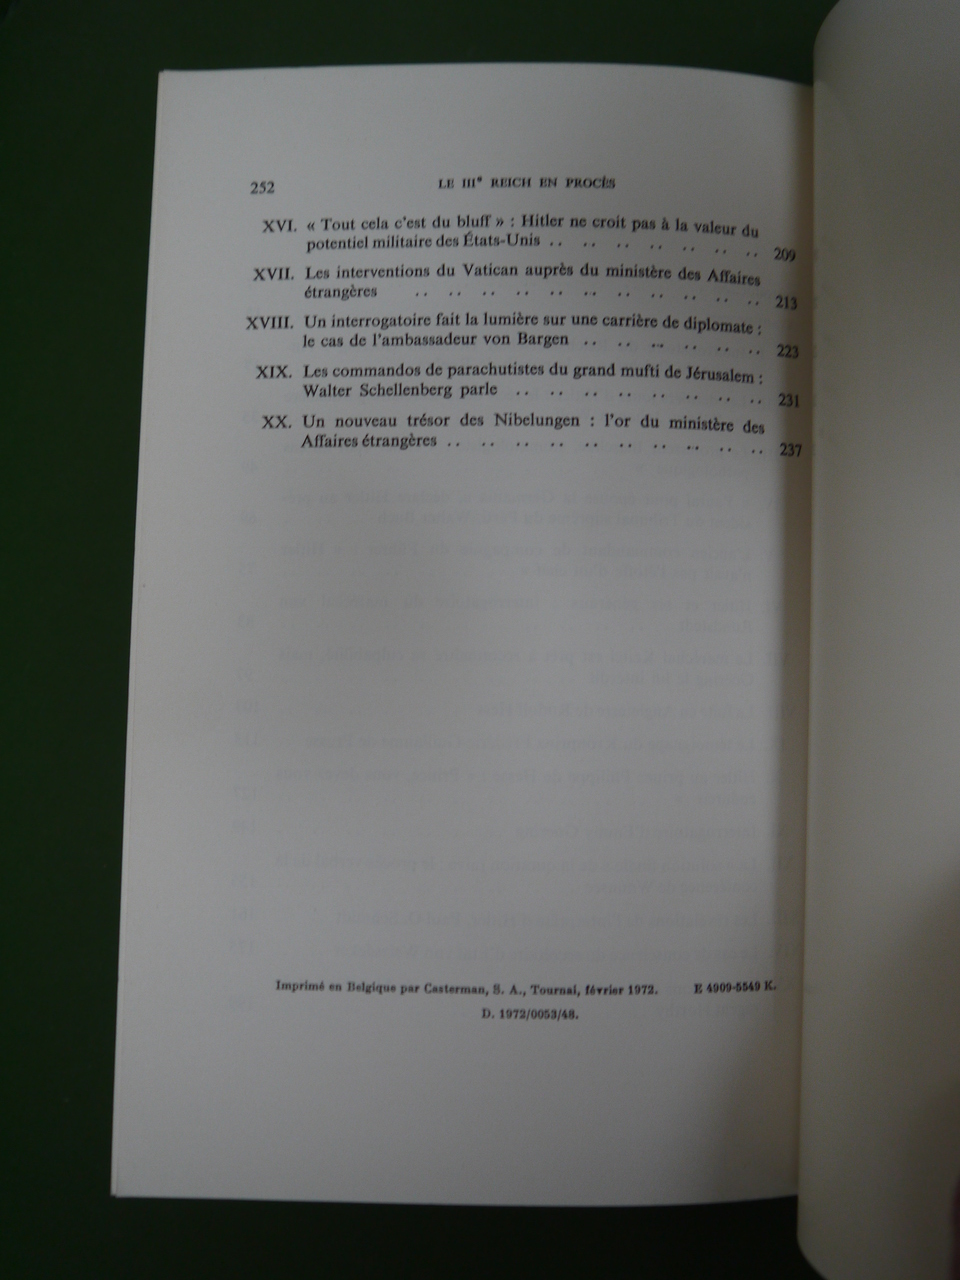 252 LE IIIe REICH EN PROCÈS
XVI. « Tout cela c'est du bluff » : Hitler ne croit pas à la valeur du
potentiel militaire des États-Unis .. .. .. .. .. .. .. 209
XVII. Les interventions du Vatican auprès du ministère des Affaires
étrangères .. .. .. .. .. .. .. .. .. .. .. 213
XVIII. Un interrogatoire fait la lumière sur une carrière de diplomate :
le cas de l'ambassadeur von Bargen .. .. .. .. .. .. 223
XIX. Les commandos de parachutistes du grand mufti de Jérusalem :
Walter Schellenberg parle .. .. .. .. .. .. .. .. 231
XX. Un nouveau trésor des Nibelungen : l'or du ministère des
Affaires étrangères .. .. .. .. .. .. .. .. .. .. 237
Imprimé en Belgique par Casterman, S. A., Tournai, février 1972. E 4909-5549 K.
D. 1972/0053/48.